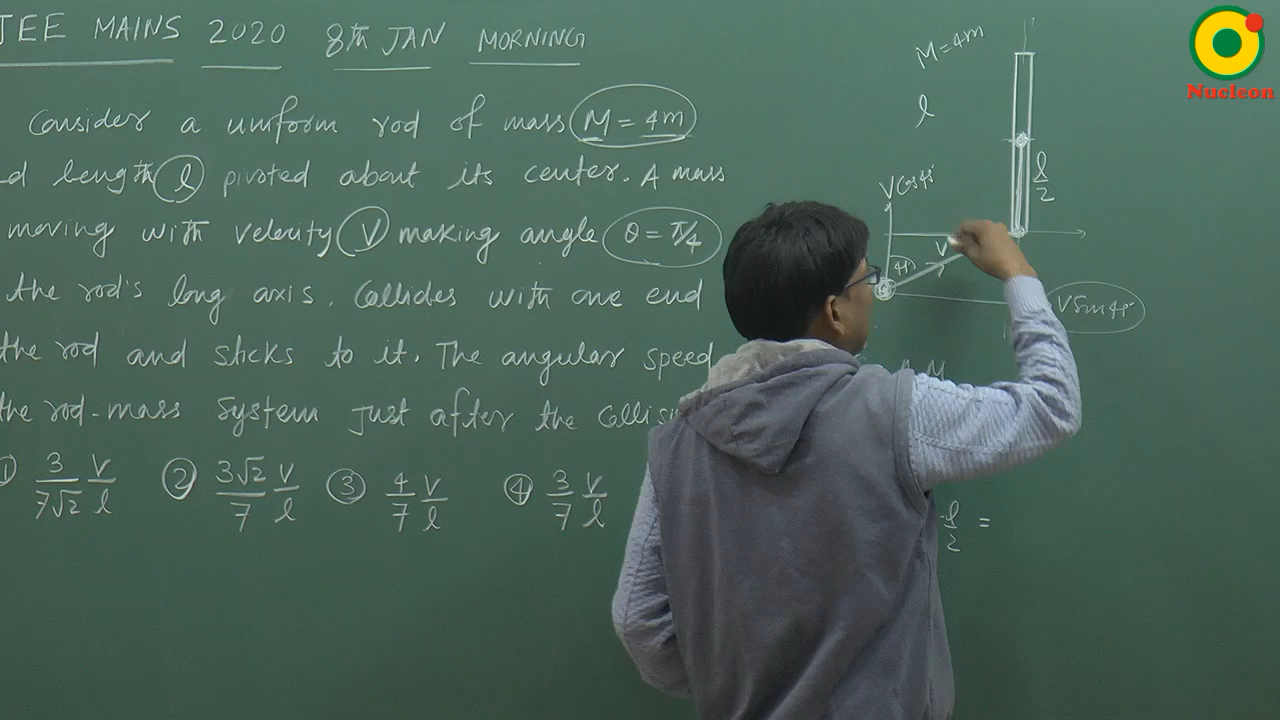 JEE MAINS 2020 8th JAN MORNING
Consider a uniform rod of mass M = 4m
d length l pivoted about its center. A mass
moving with velocity V making angle θ = π/4
the rod's long axis. Collides with one end
the rod and sticks to it. The angular speed
the rod-mass system just after the collis
① 3/7√2 V/l ② 3√2/7 V/l ③ 4/7 V/l ④ 3/7 V/l
M = 4m
l
l/2
V cos 45°
45°
V
V sin 45°
l/2 =
Nucleon